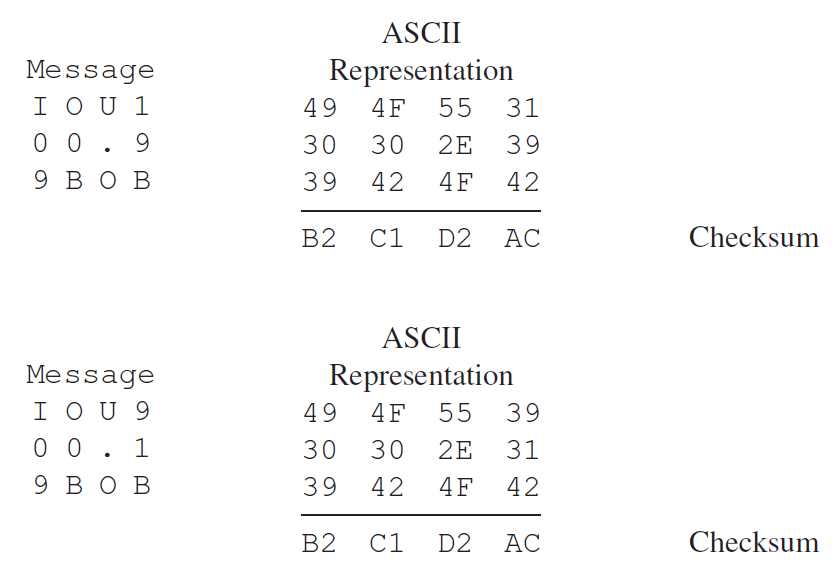 ASCII
Message Representation
I O U 1 49 4F 55 31
0 0 . 9 30 30 2E 39
9 B O B 39 42 4F 42
B2 C1 D2 AC Checksum
ASCII
Message Representation
I O U 9 49 4F 55 39
0 0 . 1 30 30 2E 31
9 B O B 39 42 4F 42
B2 C1 D2 AC Checksum